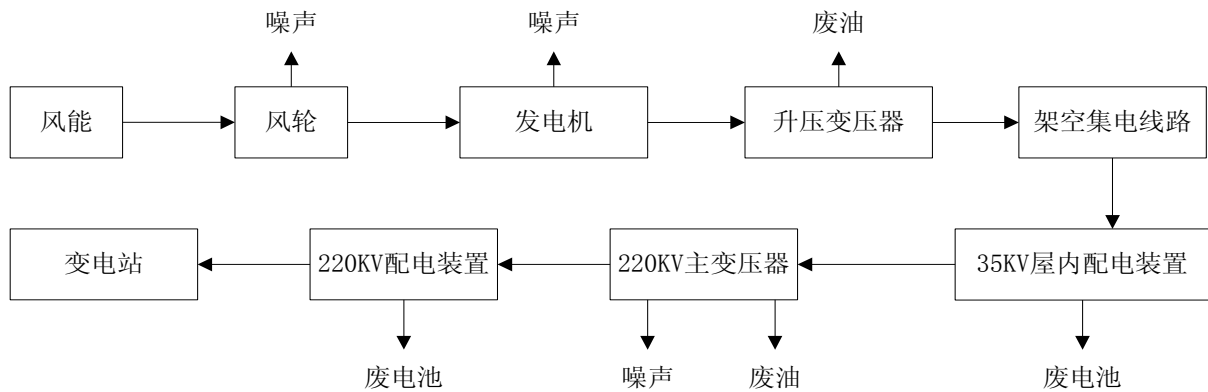 噪声
噪声
废油
风能
风轮
发电机
升压变压器
架空集电线路
变电站
220KV配电装置
220KV主变压器
35KV屋内配电装置
废电池
噪声
废油
废电池